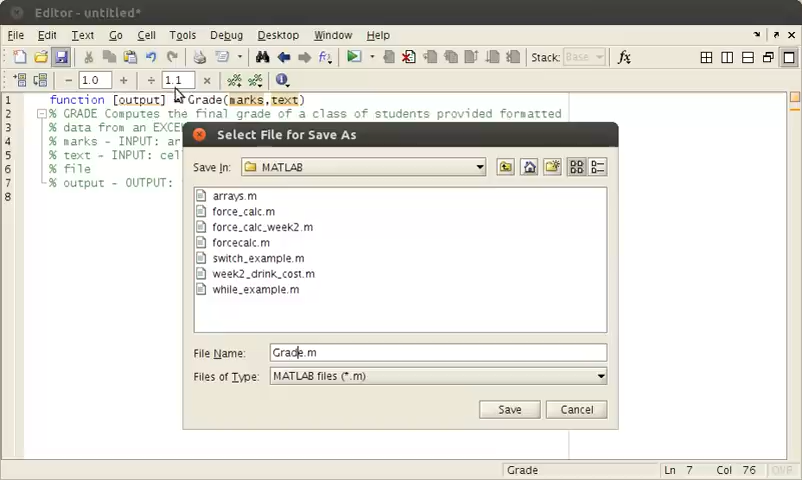 Editor - untitled*
File Edit Text Go Cell Tools Debug Desktop Window Help
Stack: Base fx
− 1.0 + ÷ 1.1 ×
1 function [output] Grade(marks,text)
2 % GRADE Computes the final grade of a class of students provided formatted
3 % data from an EXCE
4 % marks - INPUT: ar
5 % text - INPUT: cel
6 % file
7 % output - OUTPUT:
8
Select File for Save As
Save In: MATLAB
arrays.m
force_calc.m
force_calc_week2.m
forcecalc.m
switch_example.m
week2_drink_cost.m
while_example.m
File Name: Grade.m
Files of Type: MATLAB files (*.m)
Save Cancel
Grade Ln 7 Col 76 OVR